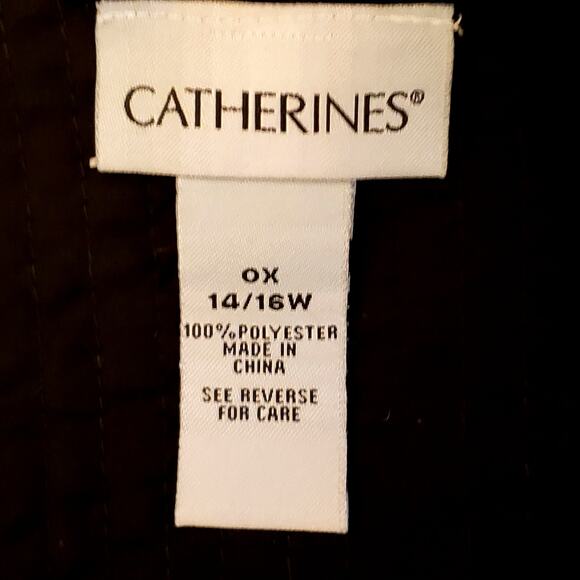 CATHERINES®
0X
14/16W
100% POLYESTER
MADE IN
CHINA
SEE REVERSE
FOR CARE